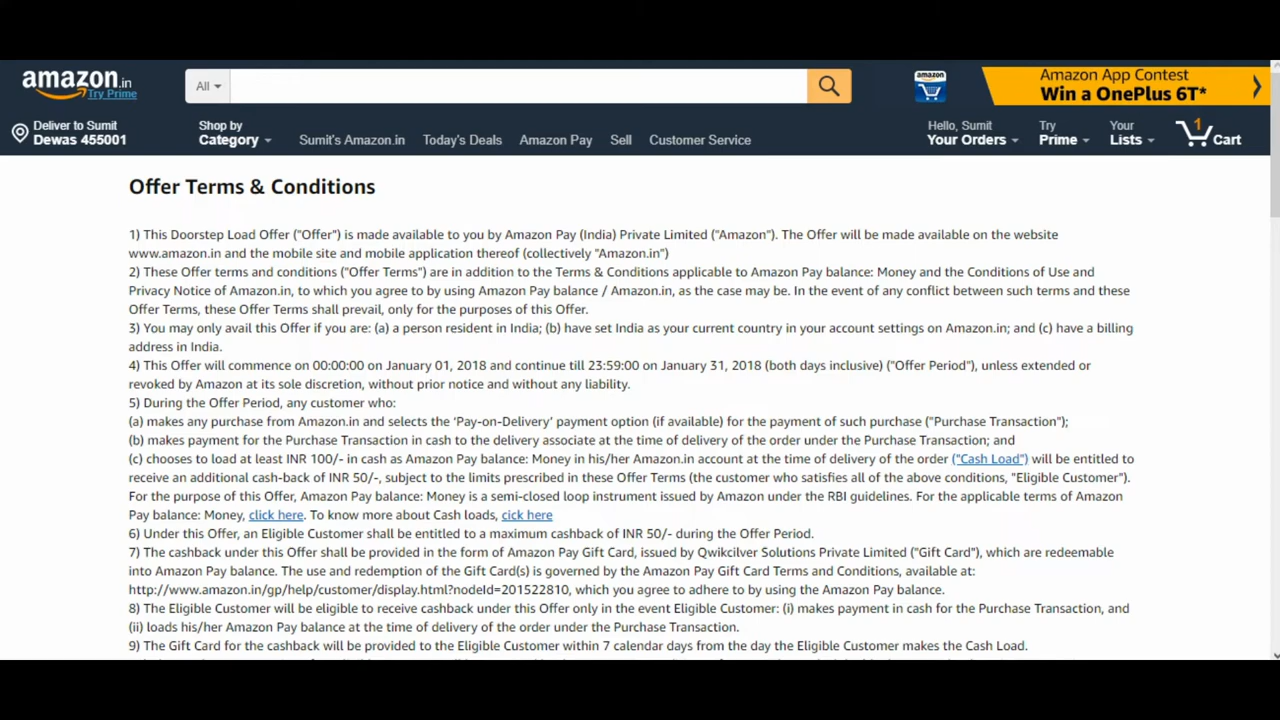 amazon.in
Try Prime
All
amazon
Amazon App Contest
Win a OnePlus 6T*
Deliver to Sumit
Dewas 455001
Shop by
Category
Sumit's Amazon.in
Today's Deals
Amazon Pay
Sell
Customer Service
Hello, Sumit
Your Orders
Try
Prime
Your
Lists
1
Cart
Offer Terms & Conditions
1) This Doorstep Load Offer ("Offer") is made available to you by Amazon Pay (India) Private Limited ("Amazon"). The Offer will be made available on the website
www.amazon.in and the mobile site and mobile application thereof (collectively "Amazon.in")
2) These Offer terms and conditions ("Offer Terms") are in addition to the Terms & Conditions applicable to Amazon Pay balance: Money and the Conditions of Use and
Privacy Notice of Amazon.in, to which you agree to by using Amazon Pay balance / Amazon.in, as the case may be. In the event of any conflict between such terms and these
Offer Terms, these Offer Terms shall prevail, only for the purposes of this Offer.
3) You may only avail this Offer if you are: (a) a person resident in India; (b) have set India as your current country in your account settings on Amazon.in; and (c) have a billing
address in India.
4) This Offer will commence on 00:00:00 on January 01, 2018 and continue till 23:59:00 on January 31, 2018 (both days inclusive) ("Offer Period"), unless extended or
revoked by Amazon at its sole discretion, without prior notice and without any liability.
5) During the Offer Period, any customer who:
(a) makes any purchase from Amazon.in and selects the ‘Pay-on-Delivery’ payment option (if available) for the payment of such purchase ("Purchase Transaction");
(b) makes payment for the Purchase Transaction in cash to the delivery associate at the time of delivery of the order under the Purchase Transaction; and
(c) chooses to load at least INR 100/- in cash as Amazon Pay balance: Money in his/her Amazon.in account at the time of delivery of the order ("Cash Load") will be entitled to
receive an additional cash-back of INR 50/-, subject to the limits prescribed in these Offer Terms (the customer who satisfies all of the above conditions, "Eligible Customer").
For the purpose of this Offer, Amazon Pay balance: Money is a semi-closed loop instrument issued by Amazon under the RBI guidelines. For the applicable terms of Amazon
Pay balance: Money, click here. To know more about Cash loads, cick here
6) Under this Offer, an Eligible Customer shall be entitled to a maximum cashback of INR 50/- during the Offer Period.
7) The cashback under this Offer shall be provided in the form of Amazon Pay Gift Card, issued by Qwikcilver Solutions Private Limited ("Gift Card"), which are redeemable
into Amazon Pay balance. The use and redemption of the Gift Card(s) is governed by the Amazon Pay Gift Card Terms and Conditions, available at:
http://www.amazon.in/gp/help/customer/display.html?nodeId=201522810, which you agree to adhere to by using the Amazon Pay balance.
8) The Eligible Customer will be eligible to receive cashback under this Offer only in the event Eligible Customer: (i) makes payment in cash for the Purchase Transaction, and
(ii) loads his/her Amazon Pay balance at the time of delivery of the order under the Purchase Transaction.
9) The Gift Card for the cashback will be provided to the Eligible Customer within 7 calendar days from the day the Eligible Customer makes the Cash Load.